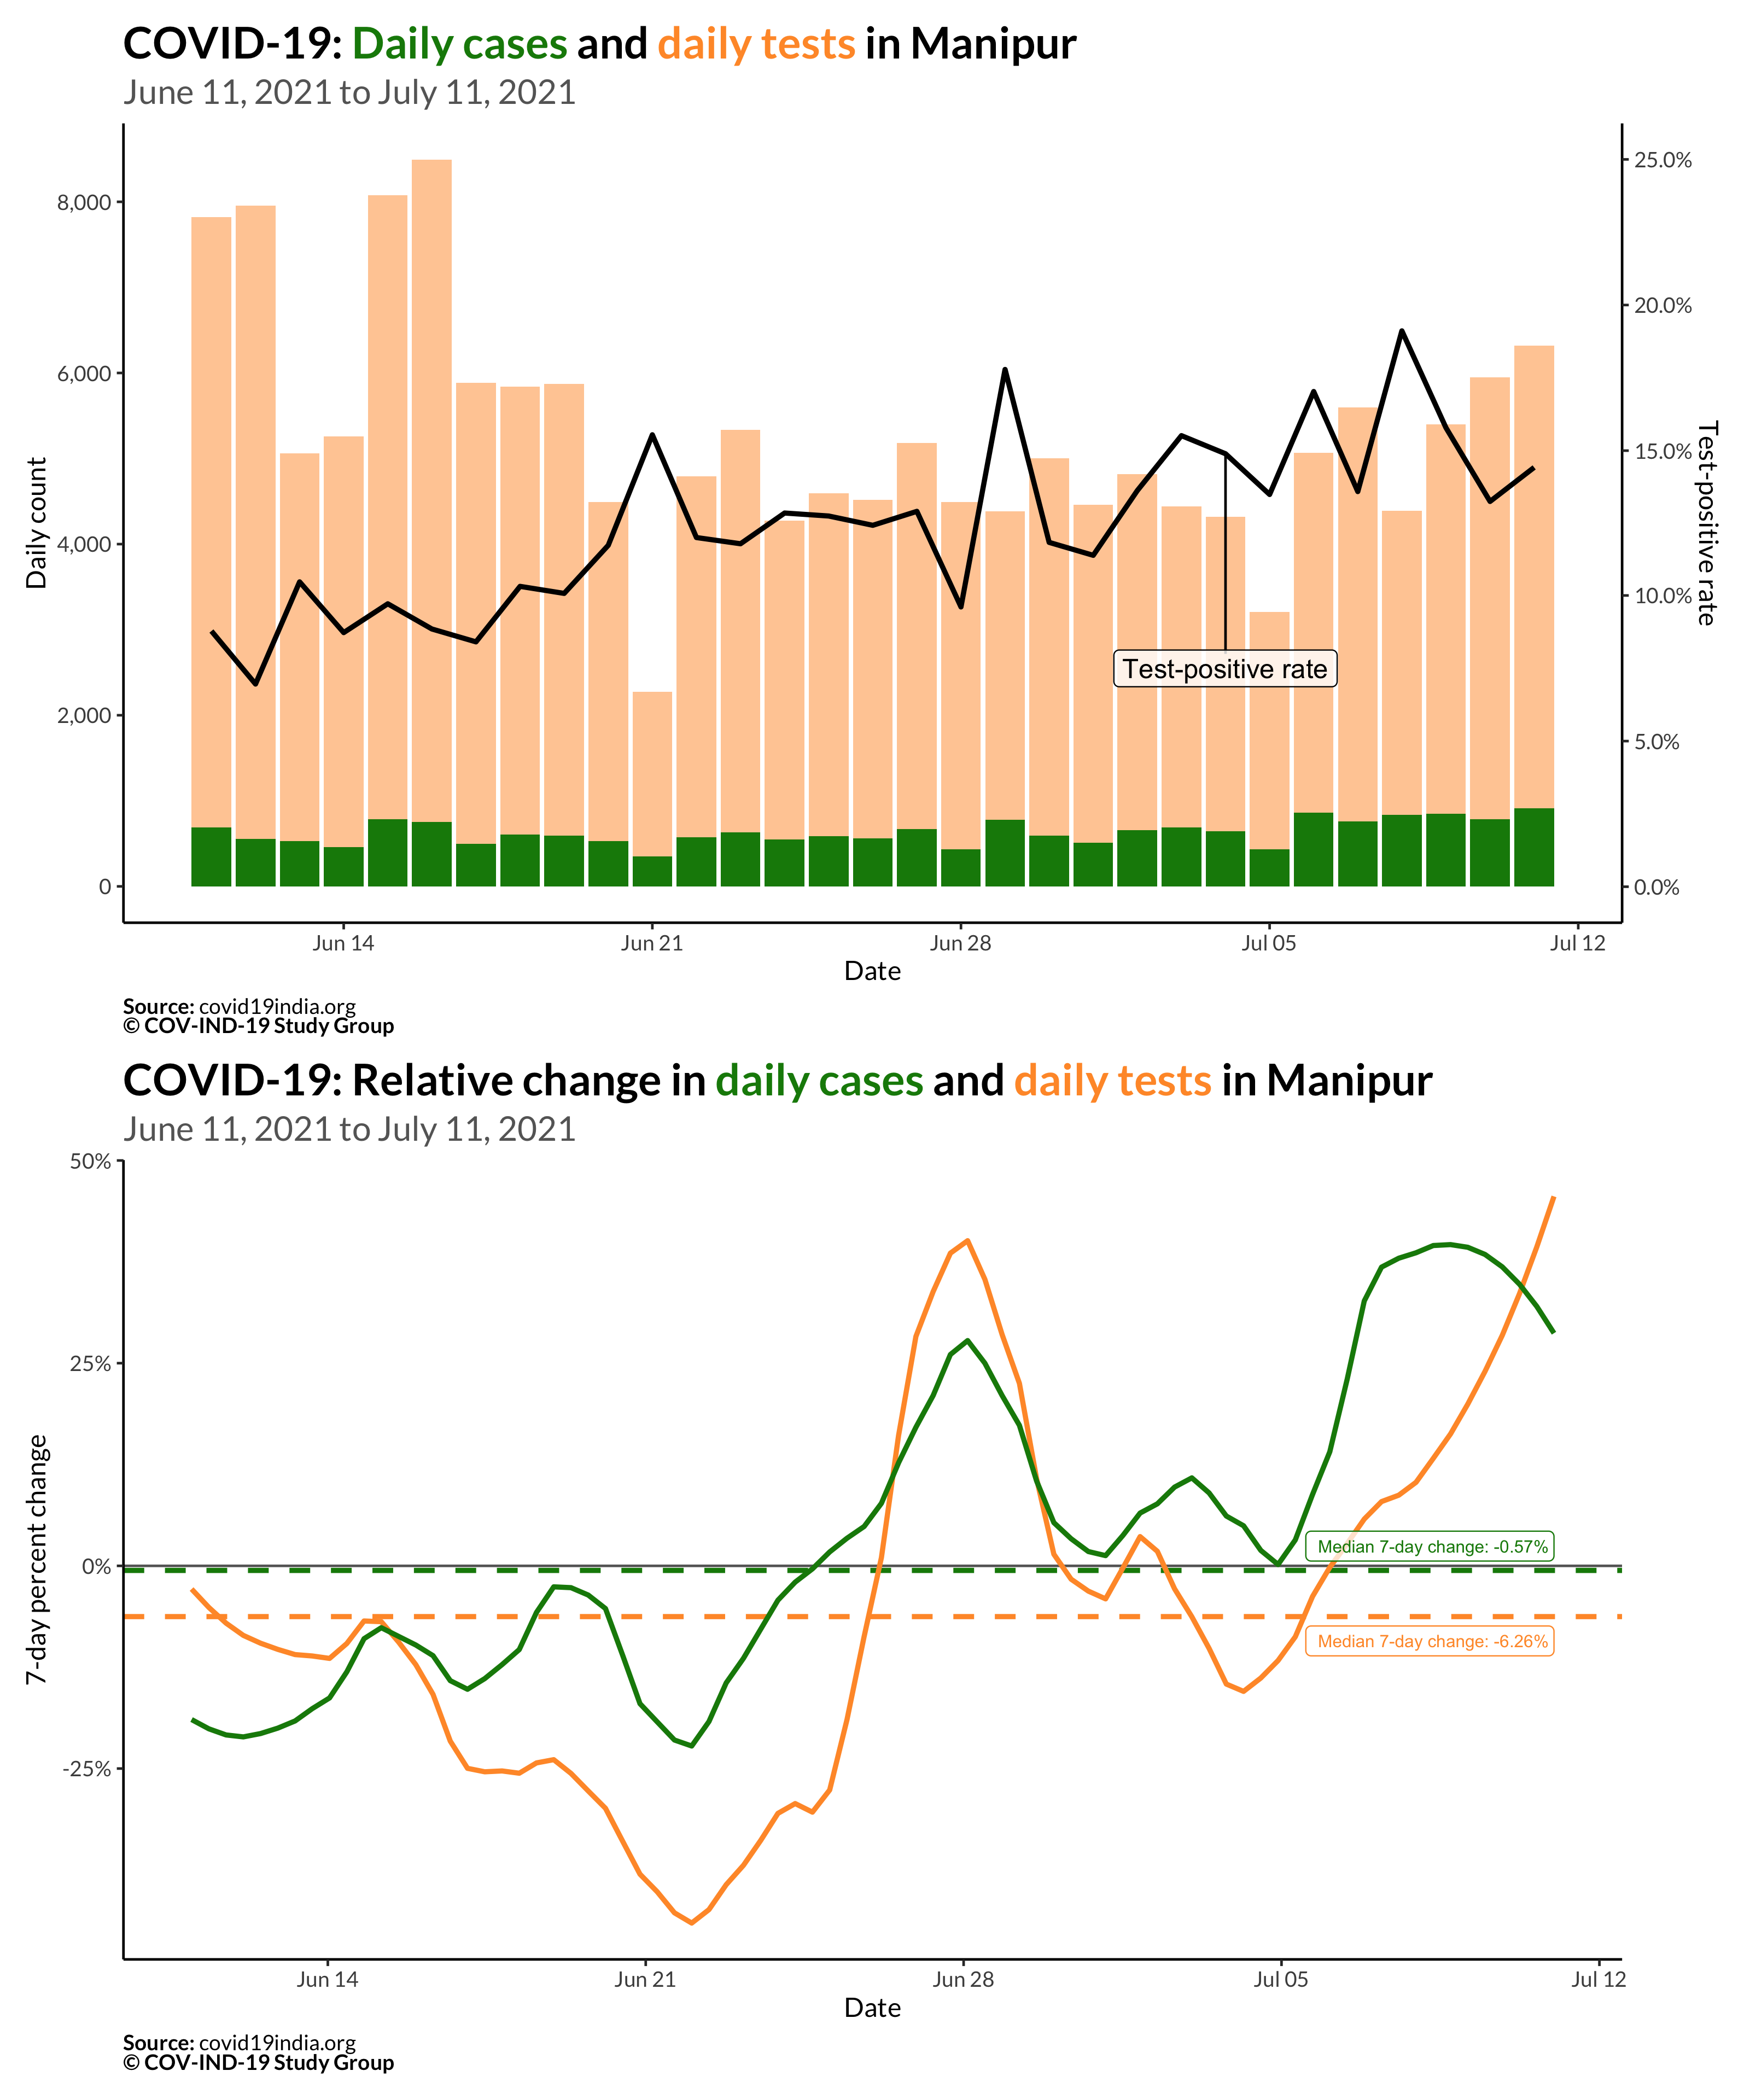 COVID-19: Daily cases and daily tests in Manipur
June 11, 2021 to July 11, 2021
8,000
6,000
4,000
2,000
0
Daily count
25.0%
20.0%
15.0%
10.0%
5.0%
0.0%
Test-positive rate
Test-positive rate
Jun 14
Jun 21
Jun 28
Jul 05
Jul 12
Date
Source: covid19india.org
© COV-IND-19 Study Group
COVID-19: Relative change in daily cases and daily tests in Manipur
June 11, 2021 to July 11, 2021
50%
25%
0%
-25%
7-day percent change
Median 7-day change: -0.57%
Median 7-day change: -6.26%
Jun 14
Jun 21
Jun 28
Jul 05
Jul 12
Date
Source: covid19india.org
© COV-IND-19 Study Group